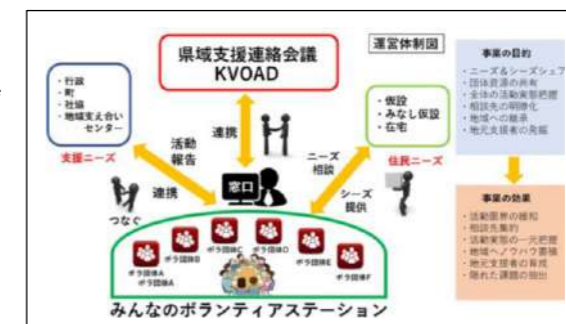 県域支援連絡会議
KVOAD
運営体制図
・行政
・町
・社協
・地域支え合い
センター
支援ニーズ
・仮設
・みなし仮設
・在宅
住民ニーズ
連携
活動
報告
ニーズ
相談
窓口
連携
つなぐ
シーズ
提供
ボラ団体A
ボラ団体A
ボラ団体B
ボラ団体C
ボラ団体D
ボラ団体E
ボラ団体F
みんなのボランティアステーション
事業の目的
・ニーズ＆シーズシェア
・団体資源の共有
・全体の活動実態把握
・相談先の明瞭化
・地域への継承
・地元支援者の発掘
事業の効果
・活動限界の緩和
・相談先集約
・活動実態の一元把握
・地域へノウハウ蓄積
・地元支援者の育成
・隠れた課題の抽出